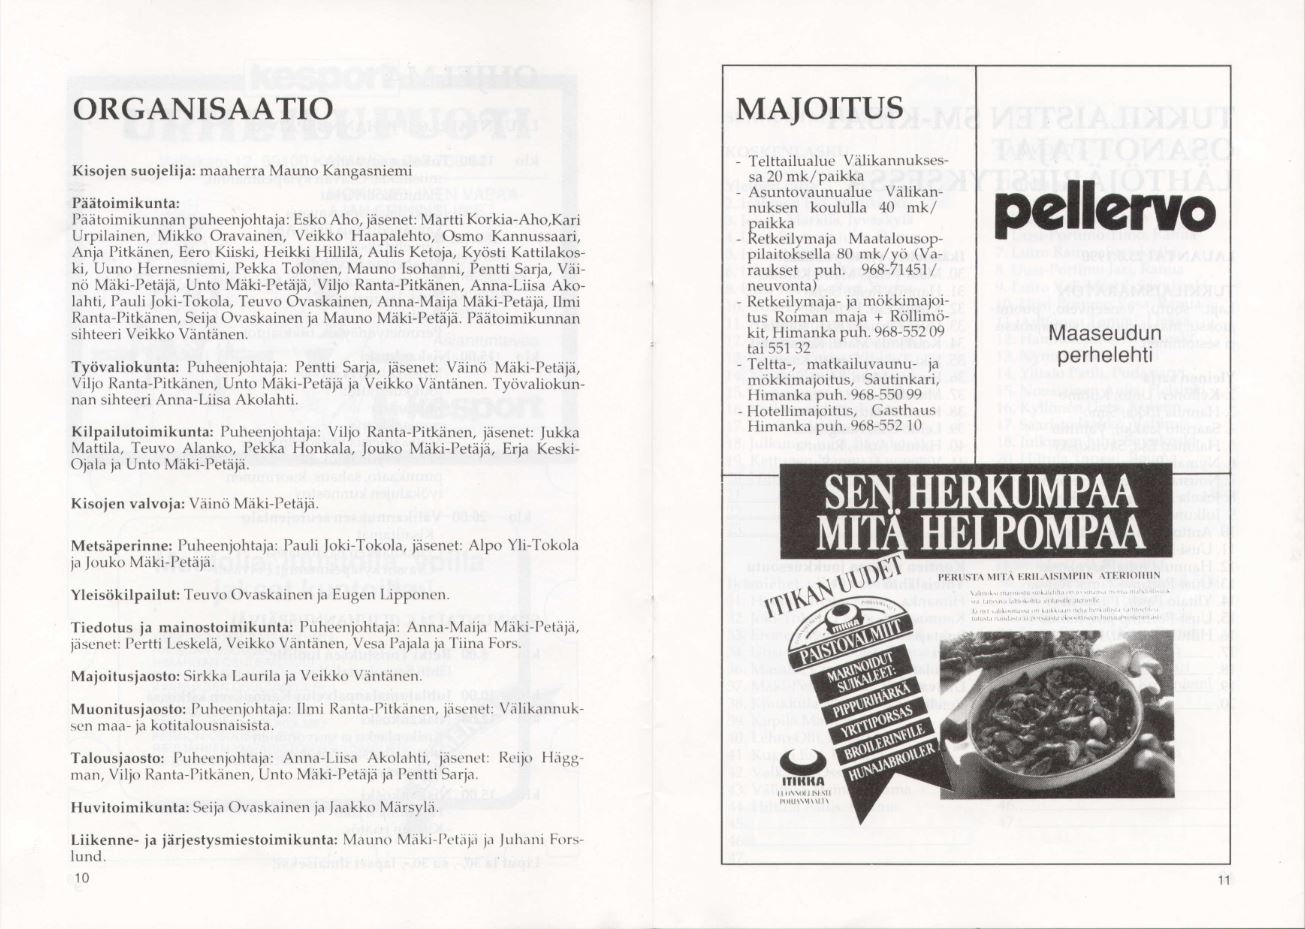 ORGANISAATIO
Kisojen suojelija: maaherra Mauno Kangasniemi
Päätoimikunta:
Päätoimikunnan puheenjohtaja: Esko Aho, jäsenet: Martti Korkia-Aho,Kari
Urpilainen, Mikko Oravainen, Veikko Haapalehto, Osmo Kannussaari,
Anja Pitkänen, Eero Kiiski, Heikki Hillilä, Aulis Ketoja, Kyösti Kattilakos-
ki, Uuno Hernesniemi, Pekka Tolonen, Mauno Isohanni, Pentti Sarja, Väi-
nö Mäki-Petäjä, Unto Mäki-Petäjä, Viljo Ranta-Pitkänen, Anna-Liisa Ako-
lahti, Pauli Joki-Tokola, Teuvo Ovaskainen, Anna-Maija Mäki-Petäjä, Ilmi
Ranta-Pitkänen, Seija Ovaskainen ja Mauno Mäki-Petäjä. Päätoimikunnan
sihteeri Veikko Väntänen.
Työvaliokunta: Puheenjohtaja: Pentti Sarja, jäsenet: Väinö Mäki-Petäjä,
Viljo Ranta-Pitkänen, Unto Mäki-Petäjä ja Veikko Väntänen. Työvaliokun-
nan sihteeri Anna-Liisa Akolahti.
Kilpailutoimikunta: Puheenjohtaja: Viljo Ranta-Pitkänen, jäsenet: Jukka
Mattila, Teuvo Alanko, Pekka Honkala, Jouko Mäki-Petäjä, Erja Keski-
Ojala ja Unto Mäki-Petäjä.
Kisojen valvoja: Väinö Mäki-Petäjä.
Metsäperinne: Puheenjohtaja: Pauli Joki-Tokola, jäsenet: Alpo Yli-Tokola
ja Jouko Mäki-Petäjä.
Yleisökilpailut: Teuvo Ovaskainen ja Eugen Lipponen.
Tiedotus ja mainostoimikunta: Puheenjohtaja: Anna-Maija Mäki-Petäjä,
jäsenet: Pertti Leskelä, Veikko Väntänen, Vesa Pajala ja Tiina Fors.
Majoitusjaosto: Sirkka Laurila ja Veikko Väntänen.
Muonitusjaosto: Puheenjohtaja: Ilmi Ranta-Pitkänen, jäsenet: Välikannuk-
sen maa- ja kotitalousnaisista.
Talousjaosto: Puheenjohtaja: Anna-Liisa Akolahti, jäsenet: Reijo Hägg-
man, Viljo Ranta-Pitkänen, Unto Mäki-Petäjä ja Pentti Sarja.
Huvitoimikunta: Seija Ovaskainen ja Jaakko Märsylä.
Liikenne- ja järjestysmiestoimikunta: Mauno Mäki-Petäjä ja Juhani Fors-
lund.
10
MAJOITUS
- Telttailualue Välikannukses-
sa 20 mk/paikka
- Asuntovaunualue Välikan-
nuksen koululla 40 mk/
paikka
- Retkeilymaja Maatalousop-
pilaitoksella 80 mk/yö (Va-
raukset puh. 968-71451/
neuvonta)
- Retkeilymaja- ja mökkimajoi-
tus Roiman maja + Röllimö-
kit, Himanka puh. 968-552 09
tai 551 32
- Teltta-, matkailuvaunu- ja
mökkimajoitus, Sautinkari,
Himanka puh. 968-550 99
- Hotellimajoitus, Gasthaus
Himanka puh. 968-552 10
pellervo
Maaseudun
perhelehti
SEN HERKUMPAA
MITÄ HELPOMPAA
ITIKAN UUDET
ITIKKA
PAISTOVALMIIT
MARINOIDUT
SUIKALEET:
PIPPURIHÄRKÄ
YRTTIPORSAS
BROILERINFILE
HUNAJABROILER
PERUSTA MITÄ ERILAISIMPIIN ATERIOIHIN
ITIKKA
LUONNOLLISESTI
POHJANMAALTA
11